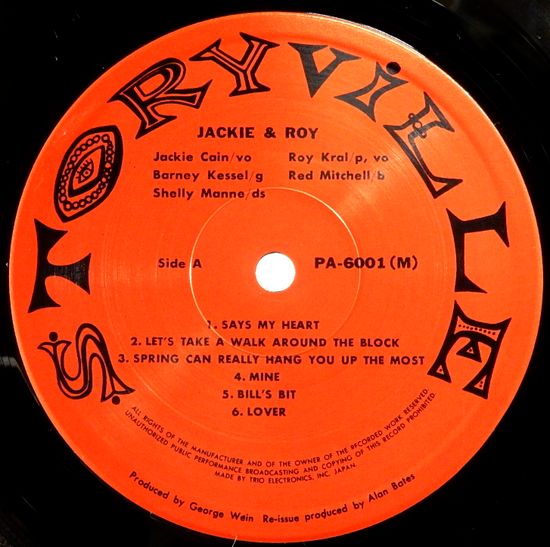 STORYVILLE
JACKIE & ROY
Jackie Cain/vo Roy Kral/p, vo
Barney Kessel/g Red Mitchell/b
Shelly Manne/ds
Side A PA-6001 (M)
1. SAYS MY HEART
2. LET'S TAKE A WALK AROUND THE BLOCK
3. SPRING CAN REALLY HANG YOU UP THE MOST
4. MINE
5. BILL'S BIT
6. LOVER
ALL RIGHTS OF THE MANUFACTURER AND OF THE OWNER OF THE RECORDED WORK RESERVED
UNAUTHORIZED PUBLIC PERFORMANCE BROADCASTING AND COPYING OF THIS RECORD PROHIBITED.
MADE BY TRIO ELECTRONICS, INC. JAPAN.
Produced by George Wein Re-issue produced by Alan Bates